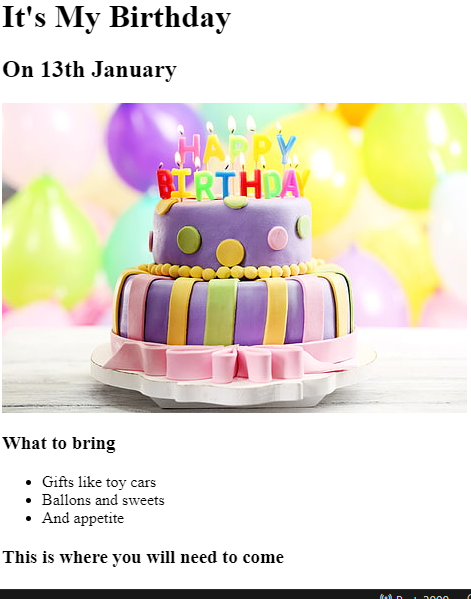 It's My Birthday
On 13th January
HAPPY
BIRTHDAY
What to bring
Gifts like toy cars
Ballons and sweets
And appetite
This is where you will need to come